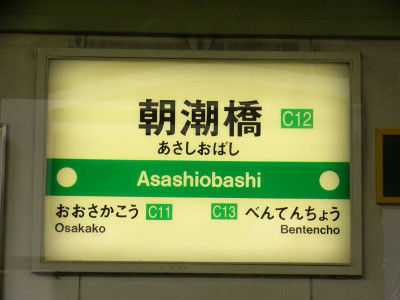 朝潮橋 C12
あさしおばし
Asashiobashi
おおさかこう C11 C13 べんてんちょう
Osakako Bentencho